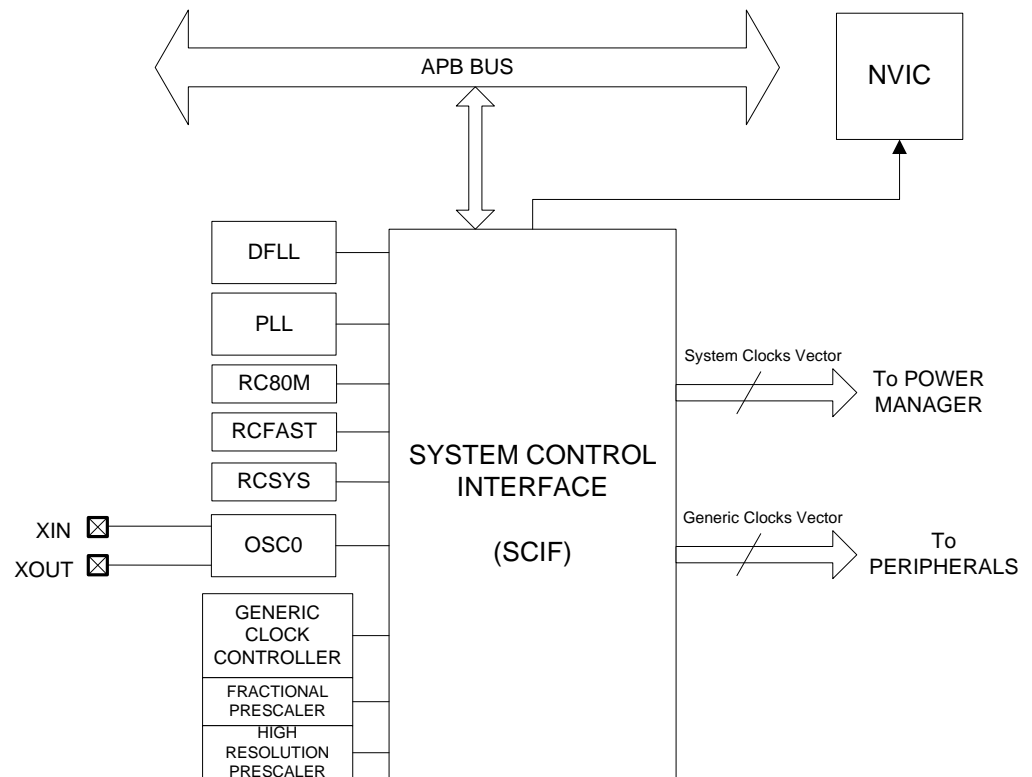 APB BUS
NVIC
DFLL
PLL
RC80M
RCFAST
RCSYS
XIN
XOUT
OSC0
GENERIC
CLOCK
CONTROLLER
FRACTIONAL
PRESCALER
HIGH
RESOLUTION
PRESCALER
SYSTEM CONTROL
INTERFACE
(SCIF)
System Clocks Vector
To POWER
MANAGER
Generic Clocks Vector
To
PERIPHERALS